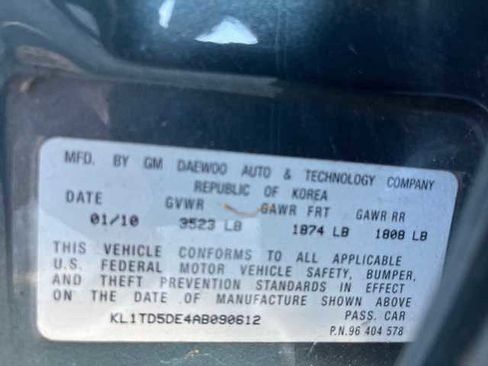 MFD. BY GM DAEWOO AUTO & TECHNOLOGY COMPANY
REPUBLIC OF KOREA
DATE GVWR GAWR FRT GAWR RR
01/10 3523 LB 1874 LB 1808 LB
THIS VEHICLE CONFORMS TO ALL APPLICABLE
U.S. FEDERAL MOTOR VEHICLE SAFETY, BUMPER,
AND THEFT PREVENTION STANDARDS IN EFFECT
ON THE DATE OF MANUFACTURE SHOWN ABOVE
KL1TD5DE4AB090612 PASS. CAR
P.N. 96 404 578